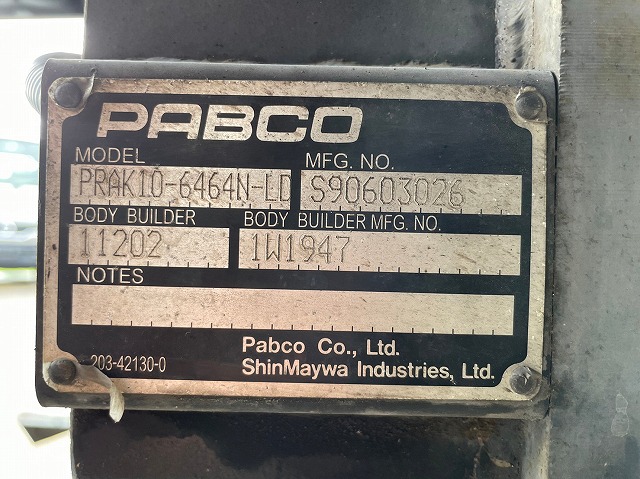 PABCO
MODEL MFG. NO.
PRAK10-6464N-LD S90603026
BODY BUILDER BODY BUILDER MFG. NO.
11202 1W1947
NOTES
Pabco Co., Ltd.
203-42130-0 ShinMaywa Industries, Ltd.